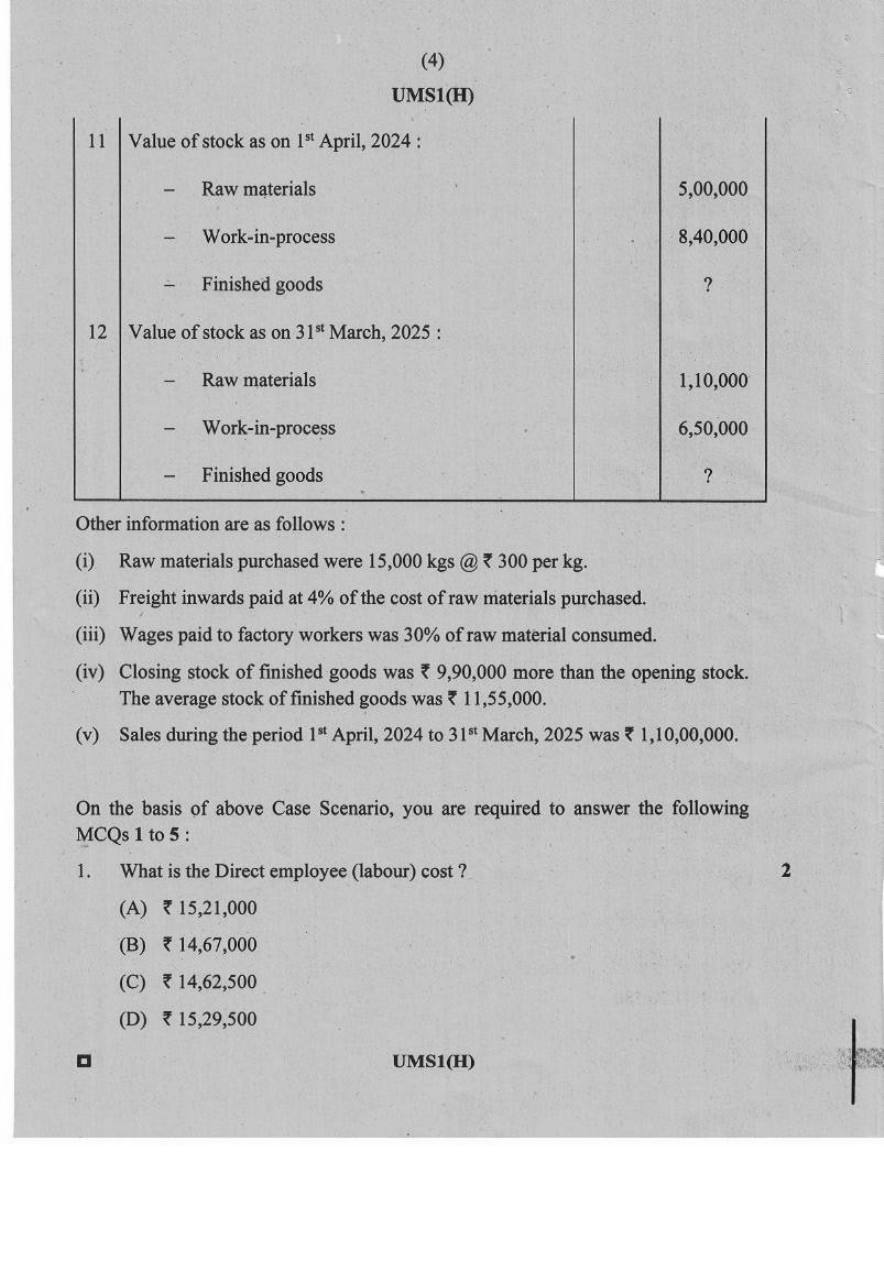 (4)
UMS1(H)
11 Value of stock as on 1st April, 2024 :
– Raw materials 5,00,000
– Work-in-process 8,40,000
– Finished goods ?
12 Value of stock as on 31st March, 2025 :
– Raw materials 1,10,000
– Work-in-process 6,50,000
– Finished goods ?
Other information are as follows :
(i) Raw materials purchased were 15,000 kgs @ ₹ 300 per kg.
(ii) Freight inwards paid at 4% of the cost of raw materials purchased.
(iii) Wages paid to factory workers was 30% of raw material consumed.
(iv) Closing stock of finished goods was ₹ 9,90,000 more than the opening stock.
The average stock of finished goods was ₹ 11,55,000.
(v) Sales during the period 1st April, 2024 to 31st March, 2025 was ₹ 1,10,00,000.
On the basis of above Case Scenario, you are required to answer the following
MCQs 1 to 5 :
1. What is the Direct employee (labour) cost ? 2
(A) ₹ 15,21,000
(B) ₹ 14,67,000
(C) ₹ 14,62,500
(D) ₹ 15,29,500
UMS1(H)